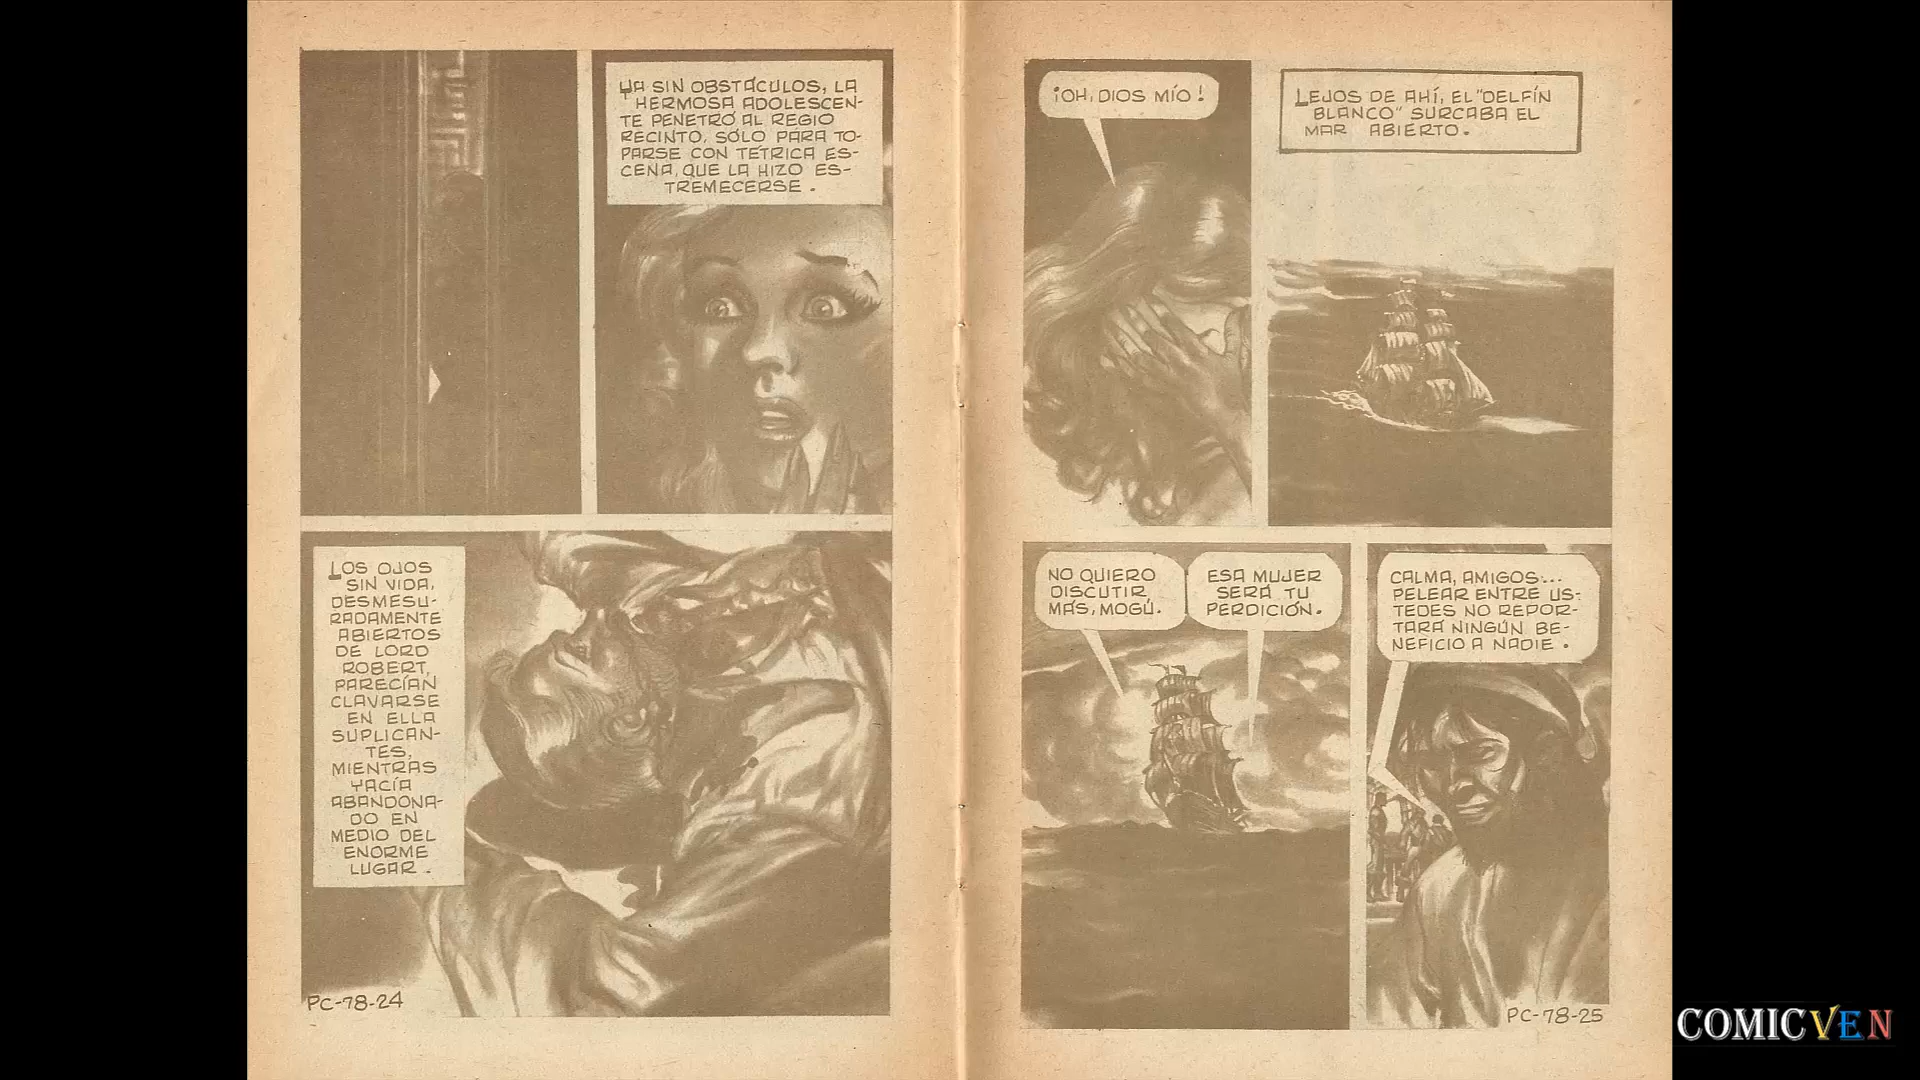 YA SIN OBSTÁCULOS, LA
HERMOSA ADOLESCEN-
TE PENETRÓ AL REGIO
RECINTO, SÓLO PARA TO-
PARSE CON TÉTRICA ES-
CENA, QUE LA HIZO ES-
TREMECERSE.
LOS OJOS
SIN VIDA,
DESMESU-
RADAMENTE
ABIERTOS
DE LORD
ROBERT,
PARECÍAN
CLAVARSE
EN ELLA
SUPLICAN-
TES,
MIENTRAS
YACÍA
ABANDONA-
DO EN
MEDIO DEL
ENORME
LUGAR.
PC-78-24
¡OH, DIOS MÍO!
LEJOS DE AHÍ, EL "DELFÍN
BLANCO" SURCABA EL
MAR ABIERTO.
NO QUIERO
DISCUTIR
MÁS, MOGÚ.
ESA MUJER
SERÁ TU
PERDICIÓN.
CALMA, AMIGOS...
PELEAR ENTRE US-
TEDES NO REPOR-
TARÁ NINGÚN BE-
NEFICIO A NADIE.
PC-78-25
COMICVEN